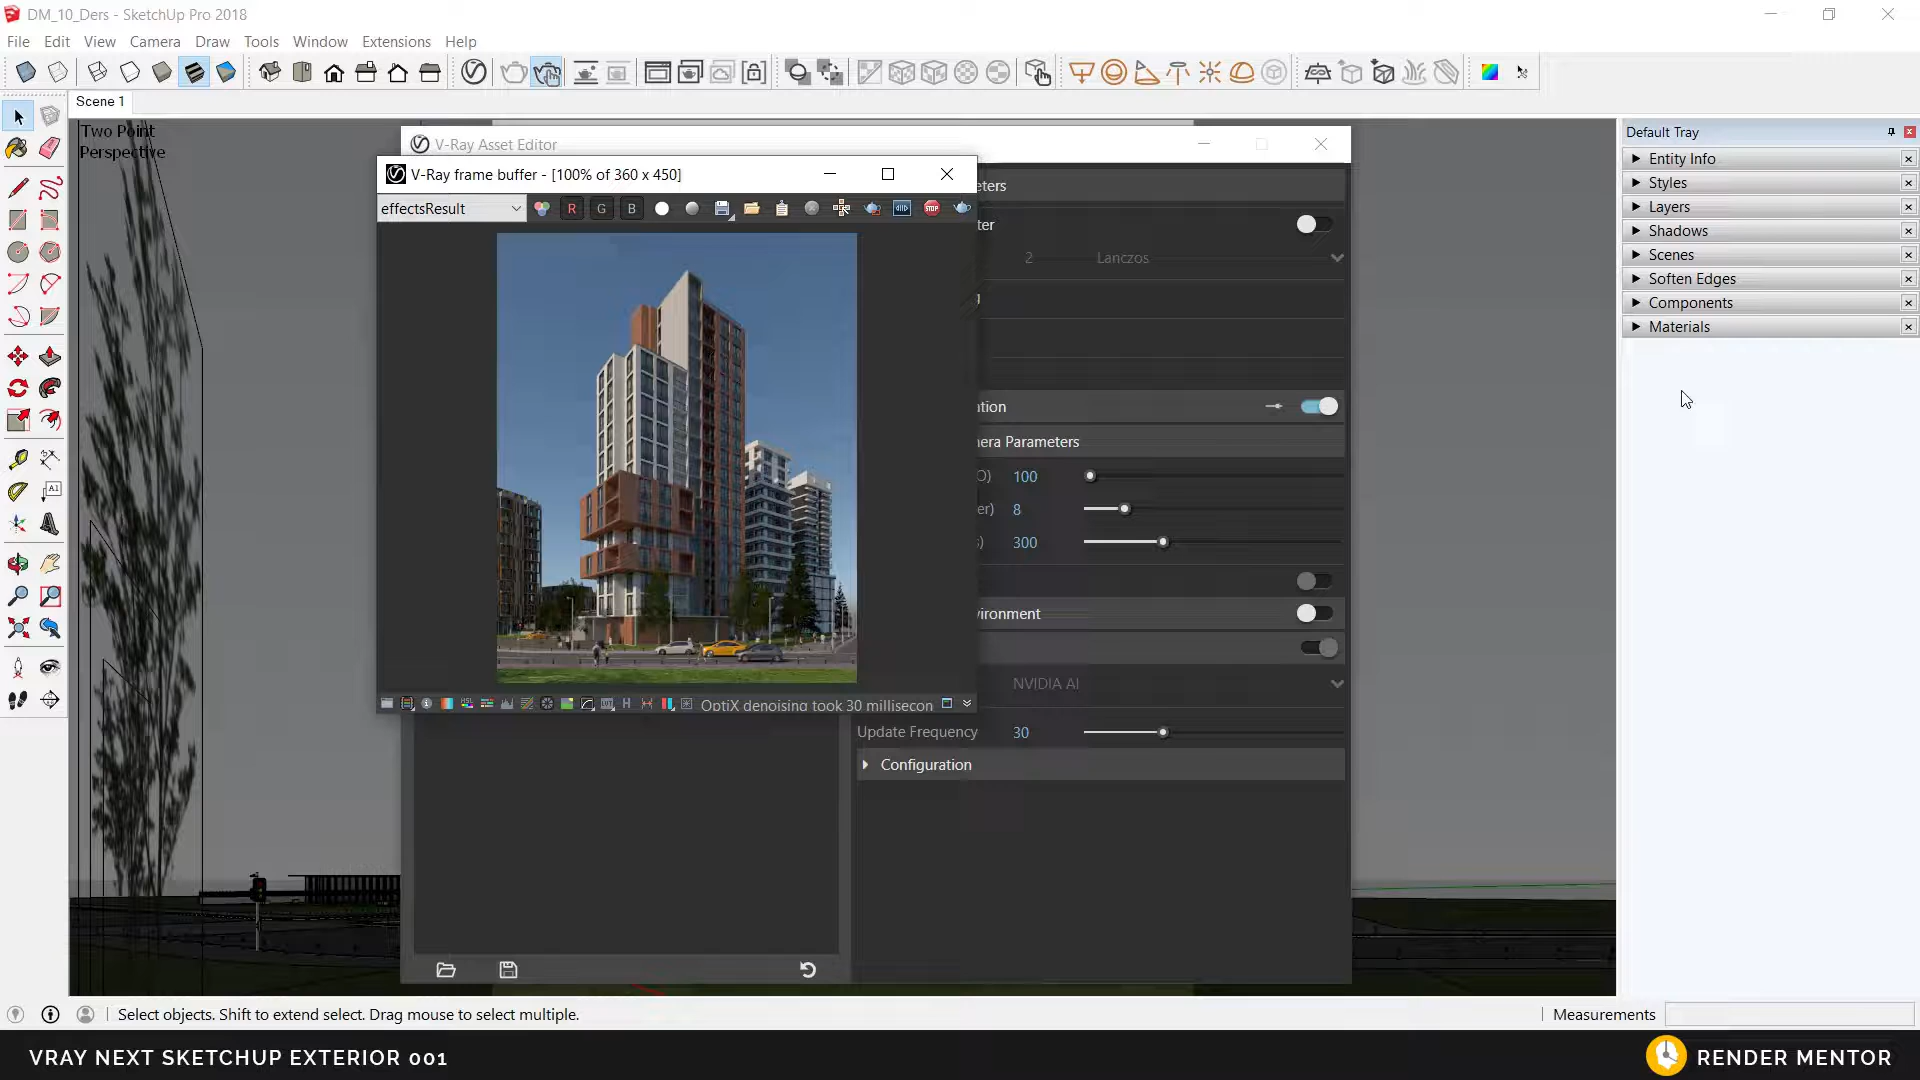 DM_10_Ders - SketchUp Pro 2018
File Edit View Camera Draw Tools Window Extensions Help
Scene 1
Two Point
Perspective
V-Ray Asset Editor
V-Ray frame buffer - [100% of 360 x 450]
effectsResult
R G B
STOP
OptiX denoising took 30 millisecon
eters
ter
2 Lanczos
g
ation
nera Parameters
O) 100
er) 8
s) 300
vironment
NVIDIA AI
Update Frequency 30
Configuration
Default Tray
Entity Info
Styles
Layers
Shadows
Scenes
Soften Edges
Components
Materials
Select objects. Shift to extend select. Drag mouse to select multiple.
Measurements
VRAY NEXT SKETCHUP EXTERIOR 001
RENDER MENTOR